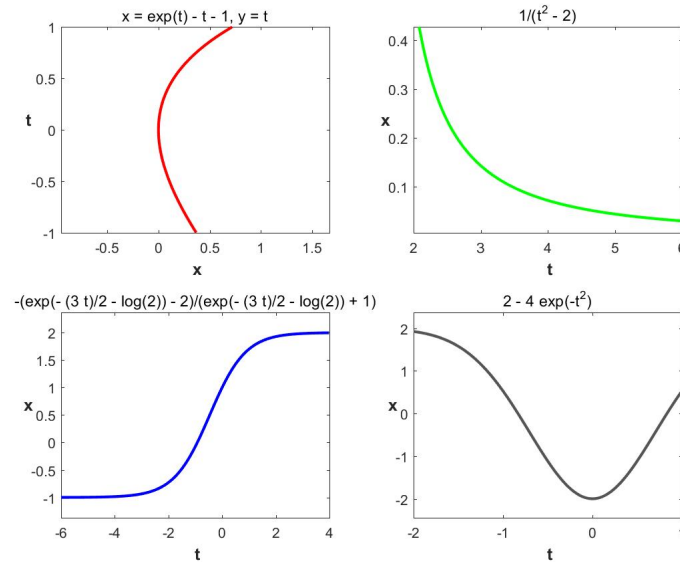 x = exp(t) - t - 1, y = t
1
0.5
t
0
-0.5
-1
-0.5 0 0.5 1 1.5
x
1/(t² - 2)
0.4
0.3
x
0.2
0.1
2 3 4 5 6
t
-(exp(- (3 t)/2 - log(2)) - 2)/(exp(- (3 t)/2 - log(2)) + 1)
2
1.5
1
x
0.5
0
-0.5
-1
-6 -4 -2 0 2 4
t
2 - 4 exp(-t²)
2
1
x
0
-1
-2
-2 -1 0 1
t